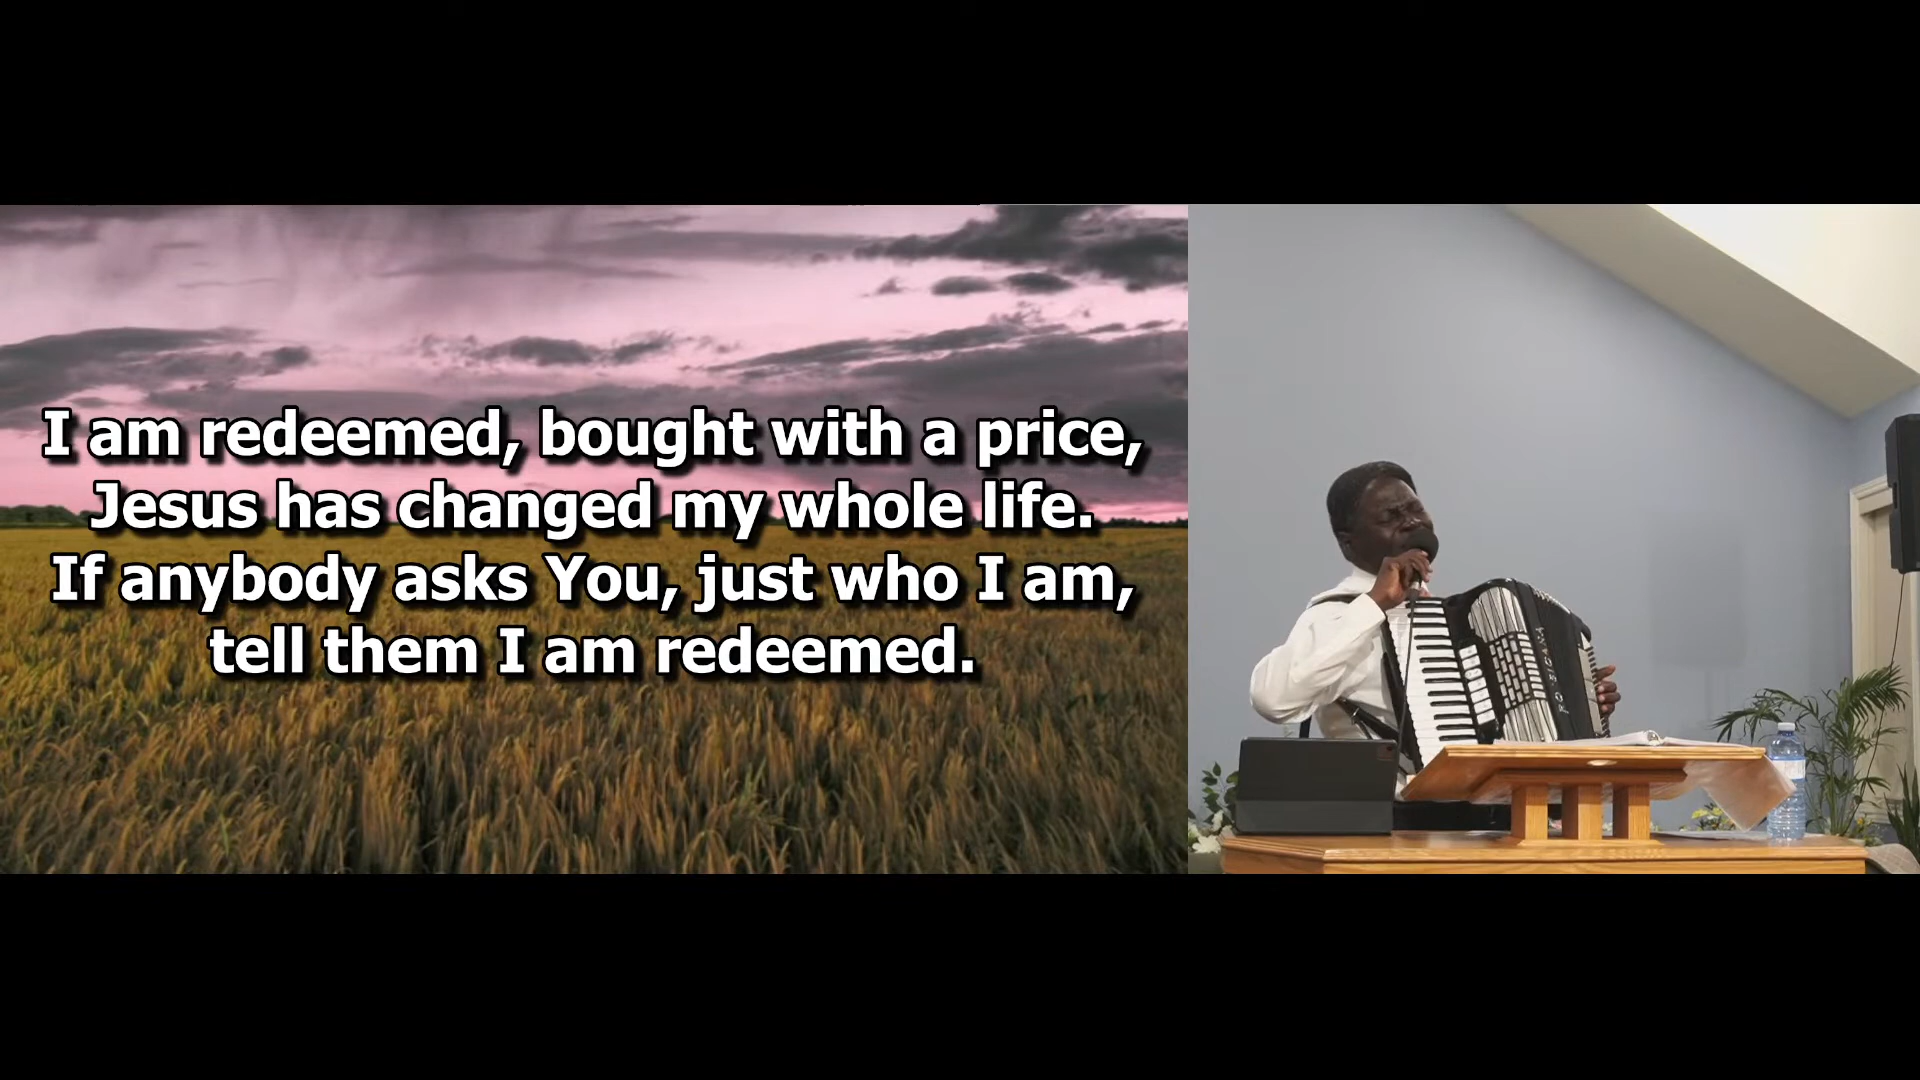 I am redeemed, bought with a price,
Jesus has changed my whole life.
If anybody asks You, just who I am,
tell them I am redeemed.